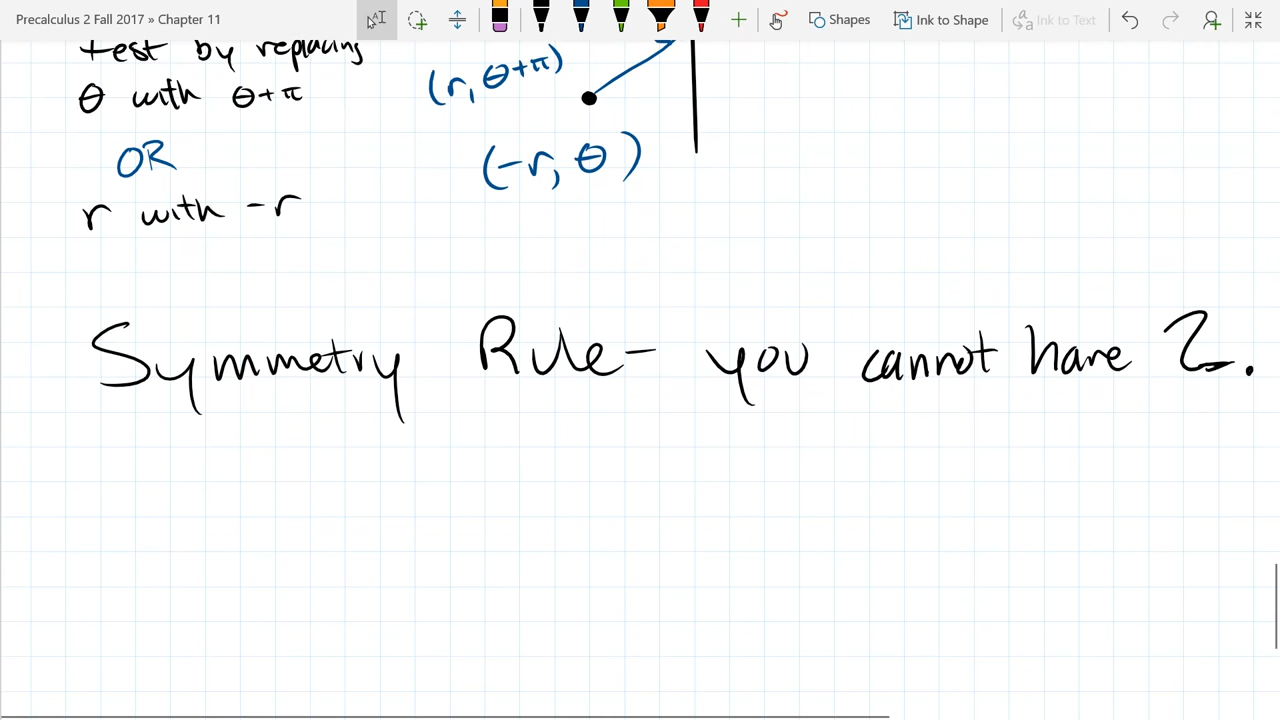 Precalculus 2 Fall 2017 » Chapter 11
Shapes
Ink to Shape
Ink to Text
test by replacing
θ with θ+π
OR
r with -r
(r, θ+π)
(-r, θ)
Symmetry Rule- you cannot have 2.